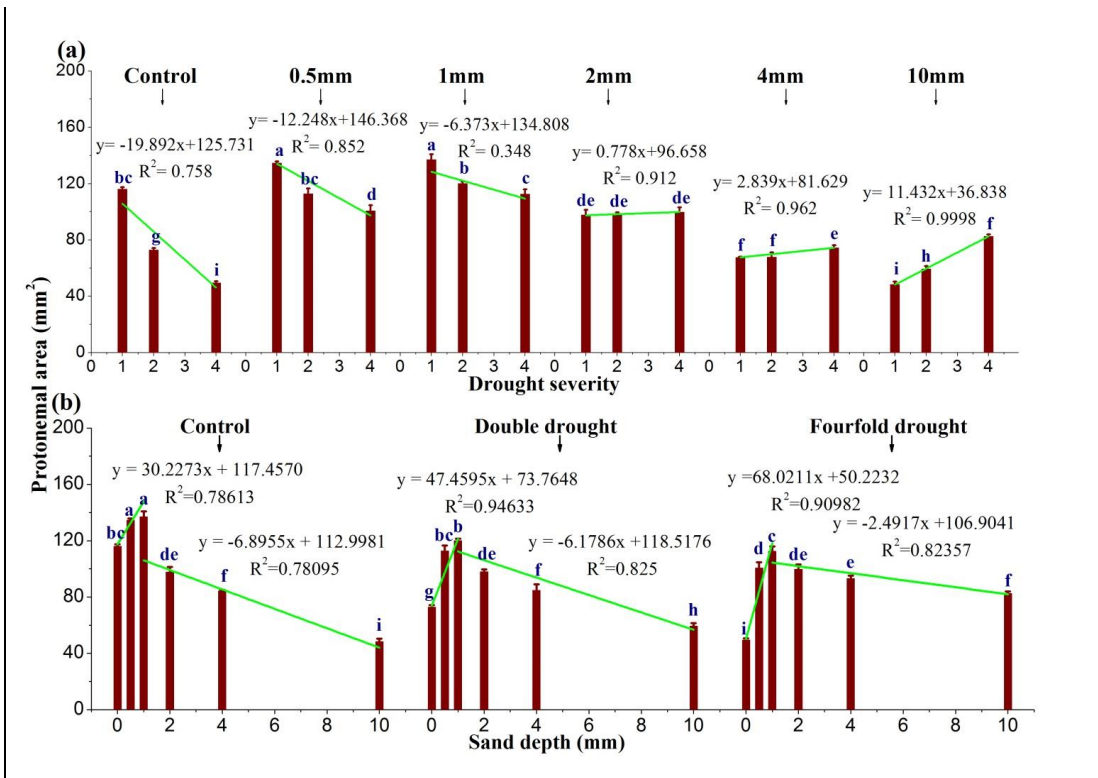 (a)
200
160
120
80
40
0
Control
0.5mm
1mm
2mm
4mm
10mm
y= -19.892x+125.731
R2= 0.758
y= -12.248x+146.368
R2= 0.852
y= -6.373x+134.808
R2= 0.348
y= 0.778x+96.658
R2= 0.912
y= 2.839x+81.629
R2= 0.962
y= 11.432x+36.838
R2= 0.9998
bc
g
i
a
bc
d
a
b
c
de
de
de
f
f
e
i
h
f
0 1 2 3 4 0 1 2 3 4 0 1 2 3 4 0 1 2 3 4 0 1 2 3 4 0 1 2 3 4
Drought severity
Protonemal area (mm2)
(b)
200
160
120
80
40
0
Control
Double drought
Fourfold drought
y = 30.2273x + 117.4570
R2=0.78613
y = -6.8955x + 112.9981
R2=0.78095
y = 47.4595x + 73.7648
R2=0.94633
y = -6.1786x +118.5176
R2=0.825
y =68.0211x +50.2232
R2=0.90982
y = -2.4917x +106.9041
R2=0.82357
bc
a
a
de
f
i
g
bc
b
de
f
h
i
d
c
de
e
f
0 2 4 6 8 10 0 2 4 6 8 10 0 2 4 6 8 10
Sand depth (mm)